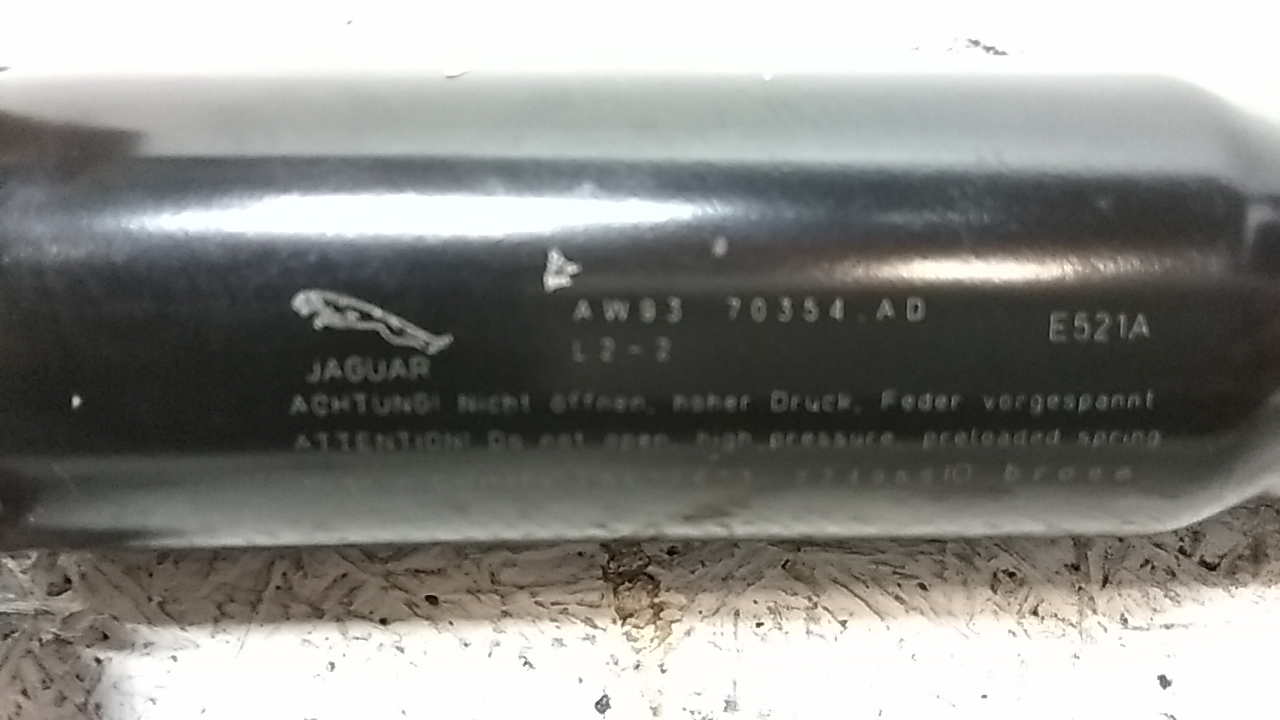 AW93 70354 AD
E521A
L2-2
JAGUAR
ACHTUNG! Nicht öffnen, hoher Druck, Feder vorgespannt
ATTENTION! Do not open, high pressure, preloaded spring
brose